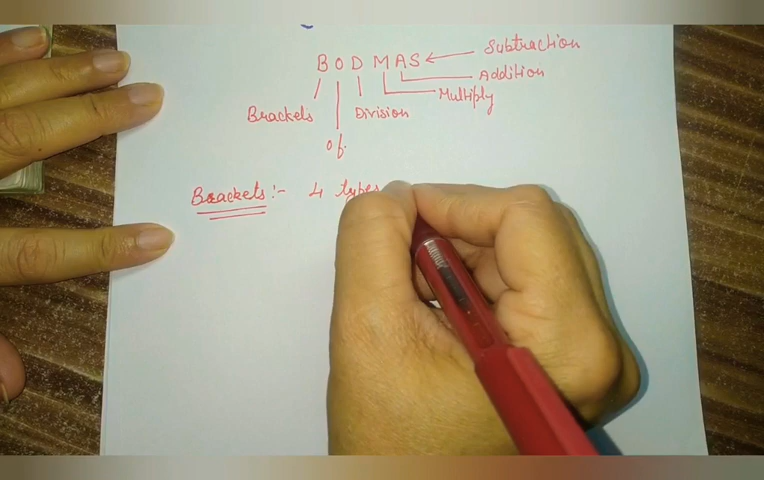 BODMAS
Subtraction
Addition
Multiply
Brackets
Division
of
Brackets :- 4 types